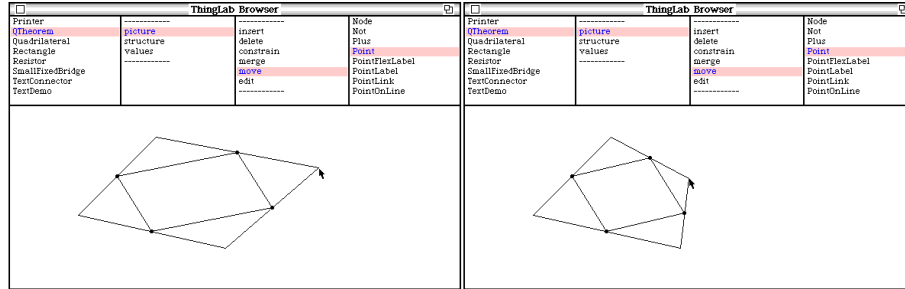 ThingLab Browser
Printer
QTheorem
Quadrilateral
Rectangle
Resistor
SmallFixedBridge
TextConnector
TextDemo
------------
picture
structure
values
------------
------------
insert
delete
constrain
merge
move
edit
------------
Node
Not
Plus
Point
PointFlexLabel
PointLabel
PointLink
PointOnLine
ThingLab Browser
Printer
QTheorem
Quadrilateral
Rectangle
Resistor
SmallFixedBridge
TextConnector
TextDemo
------------
picture
structure
values
------------
------------
insert
delete
constrain
merge
move
edit
------------
Node
Not
Plus
Point
PointFlexLabel
PointLabel
PointLink
PointOnLine